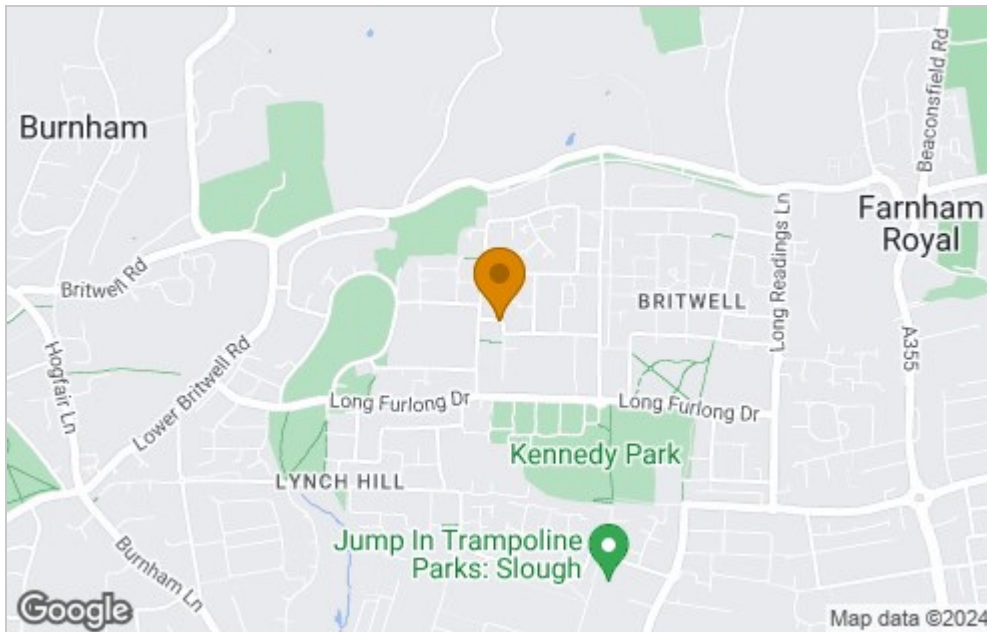 Burnham
Beaconsfield Rd
Farnham
Royal
Britwell Rd
BRITWELL
Long Readings Ln
A355
Hogfair Ln
Lower Britwell Rd
Long Furlong Dr
Long Furlong Dr
Kennedy Park
LYNCH HILL
Jump In Trampoline
Parks: Slough
Burnham Ln
Google
Map data ©2024